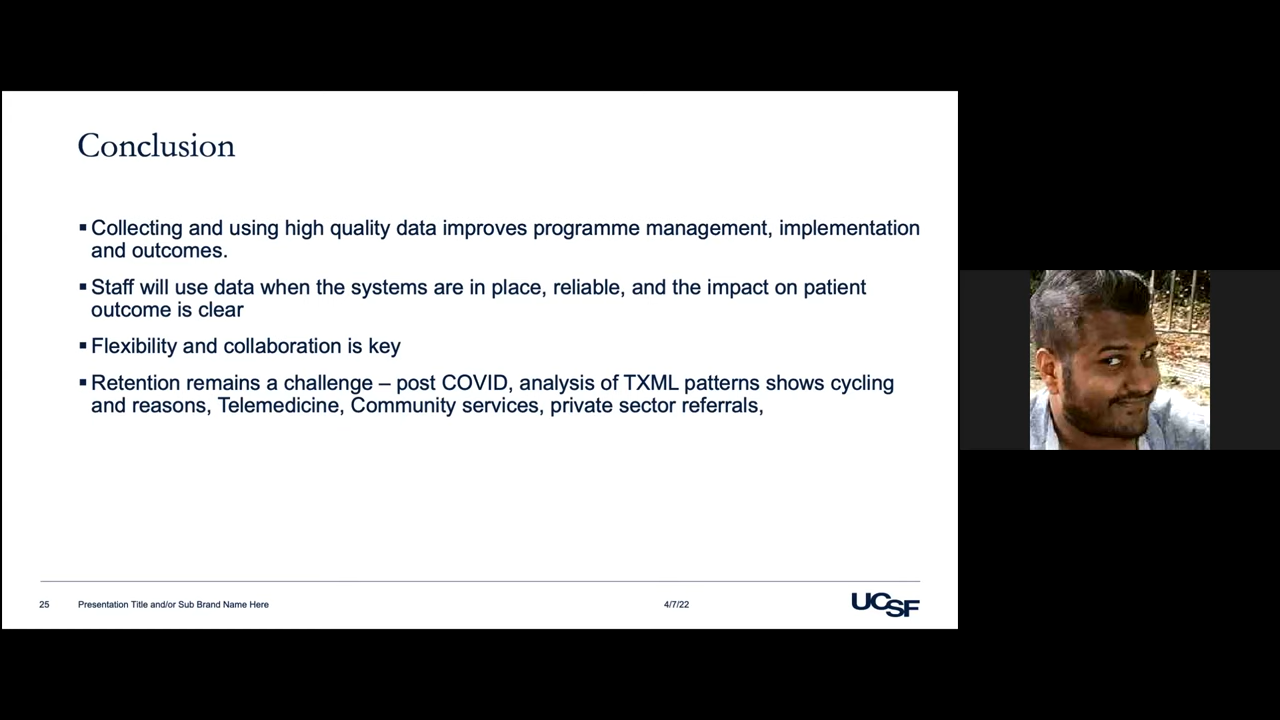 Conclusion
▪ Collecting and using high quality data improves programme management, implementation
and outcomes.
▪ Staff will use data when the systems are in place, reliable, and the impact on patient
outcome is clear
▪ Flexibility and collaboration is key
▪ Retention remains a challenge – post COVID, analysis of TXML patterns shows cycling
and reasons, Telemedicine, Community services, private sector referrals,
25 Presentation Title and/or Sub Brand Name Here 4/7/22 UCSF